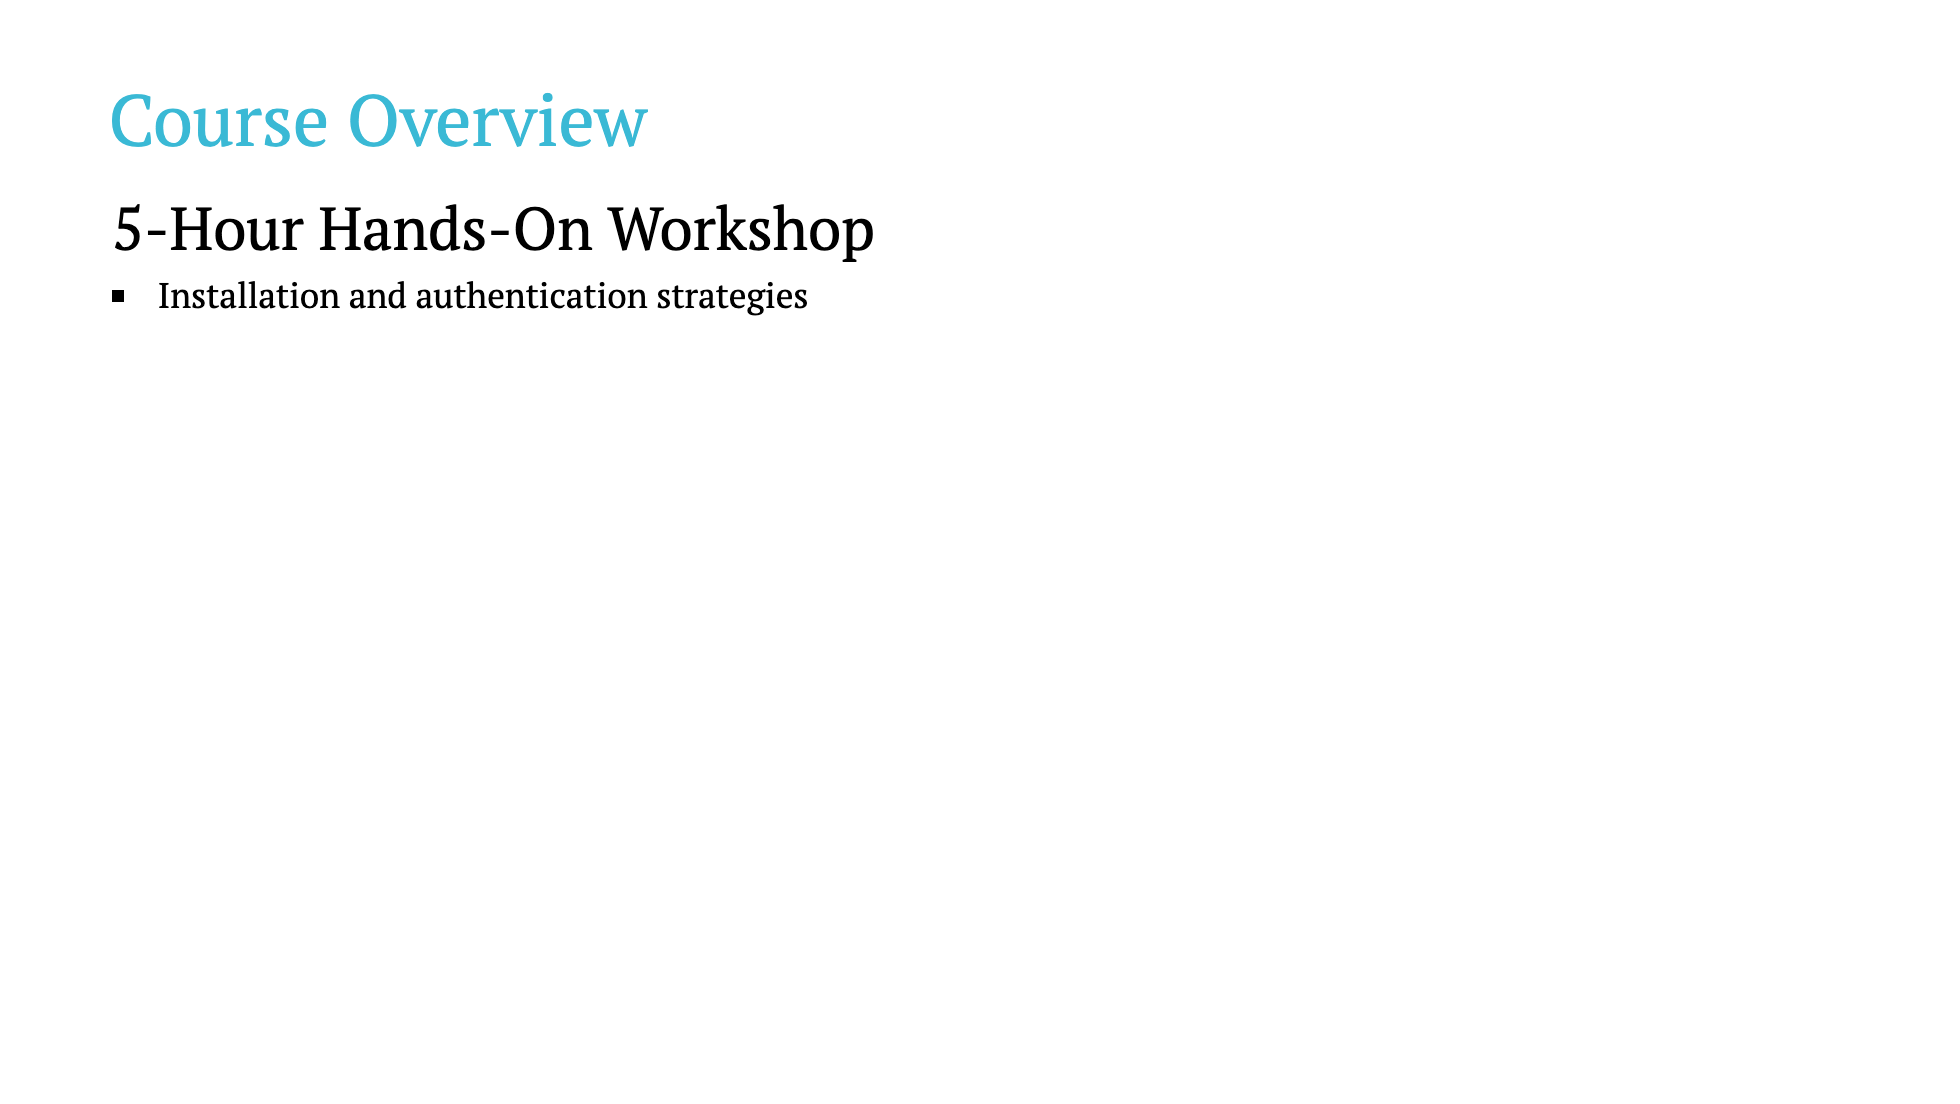 Course Overview
5-Hour Hands-On Workshop
▪ Installation and authentication strategies